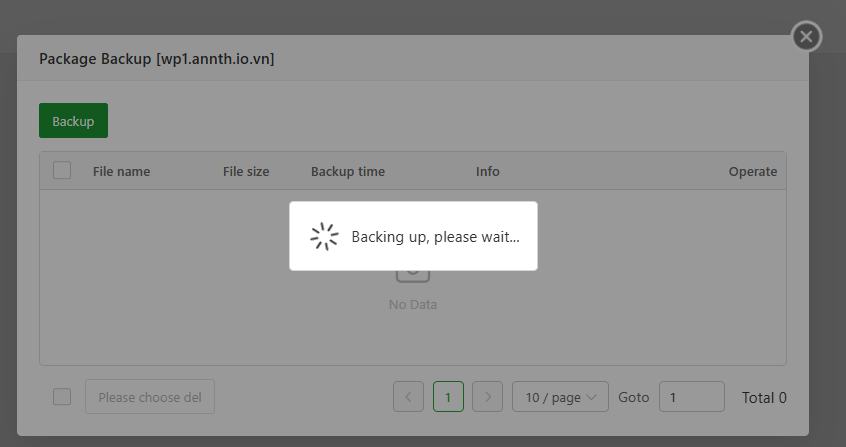 Package Backup [wp1.annth.io.vn]
Backup
File name File size Backup time Info Operate
Backing up, please wait...
No Data
Please choose del 1 10 / page Goto 1 Total 0